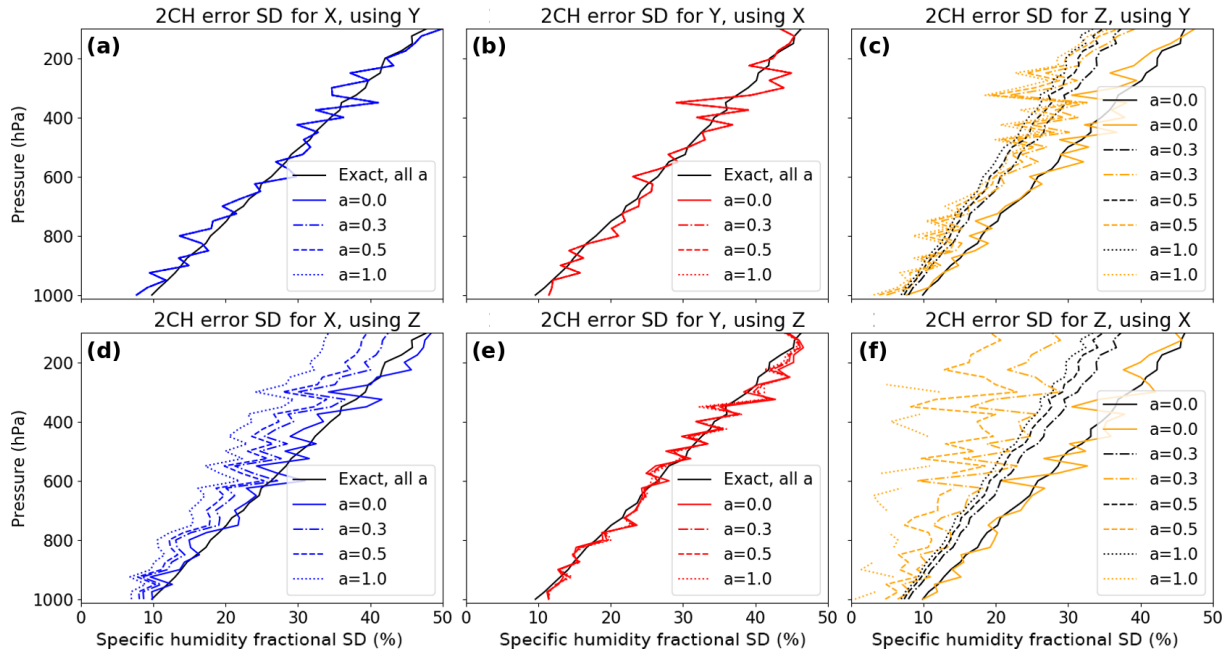 2CH error SD for X, using Y
(a)
200
400
600
800
1000
Pressure (hPa)
Exact, all a
a=0.0
a=0.3
a=0.5
a=1.0
2CH error SD for Y, using X
(b)
Exact, all a
a=0.0
a=0.3
a=0.5
a=1.0
2CH error SD for Z, using Y
(c)
a=0.0
a=0.0
a=0.3
a=0.3
a=0.5
a=0.5
a=1.0
a=1.0
2CH error SD for X, using Z
(d)
200
400
600
800
1000
Pressure (hPa)
Exact, all a
a=0.0
a=0.3
a=0.5
a=1.0
0 10 20 30 40 50
Specific humidity fractional SD (%)
2CH error SD for Y, using Z
(e)
Exact, all a
a=0.0
a=0.3
a=0.5
a=1.0
0 10 20 30 40 50
Specific humidity fractional SD (%)
2CH error SD for Z, using X
(f)
a=0.0
a=0.0
a=0.3
a=0.3
a=0.5
a=0.5
a=1.0
a=1.0
0 10 20 30 40 50
Specific humidity fractional SD (%)